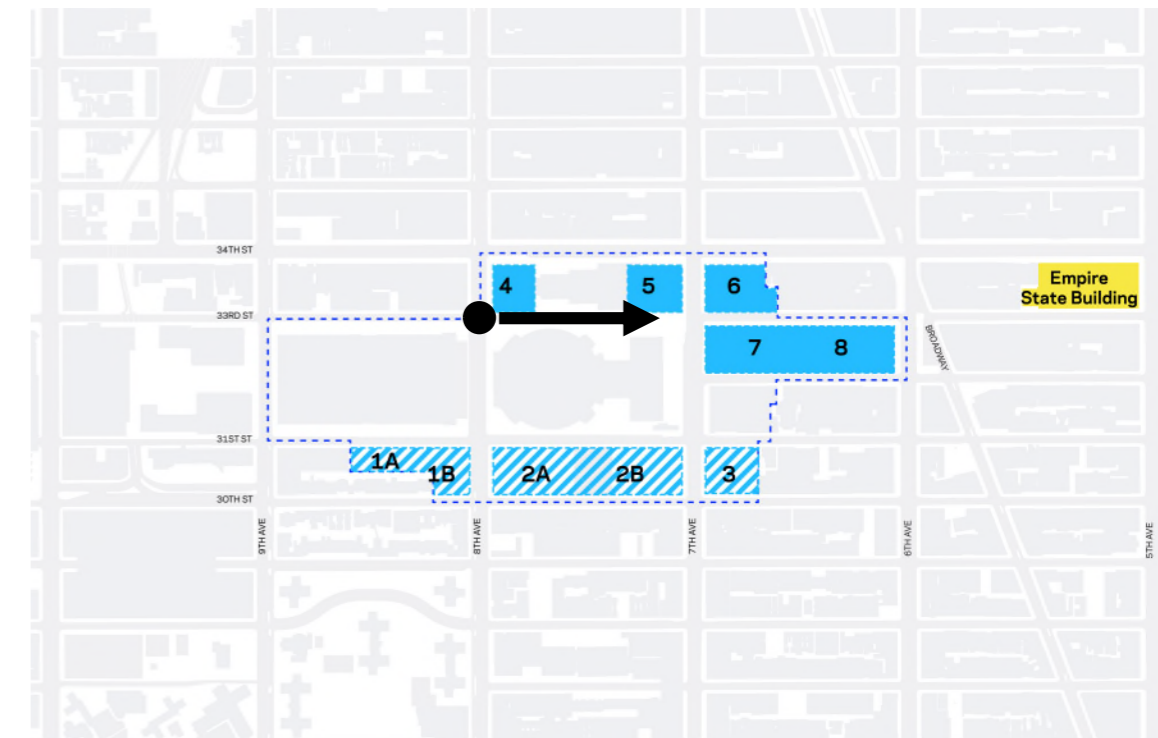 34TH ST
4
5
6
Empire
State Building
33RD ST
7
8
BROADWAY
31ST ST
1A
1B
2A
2B
3
30TH ST
9TH AVE
8TH AVE
7TH AVE
6TH AVE
5TH AVE